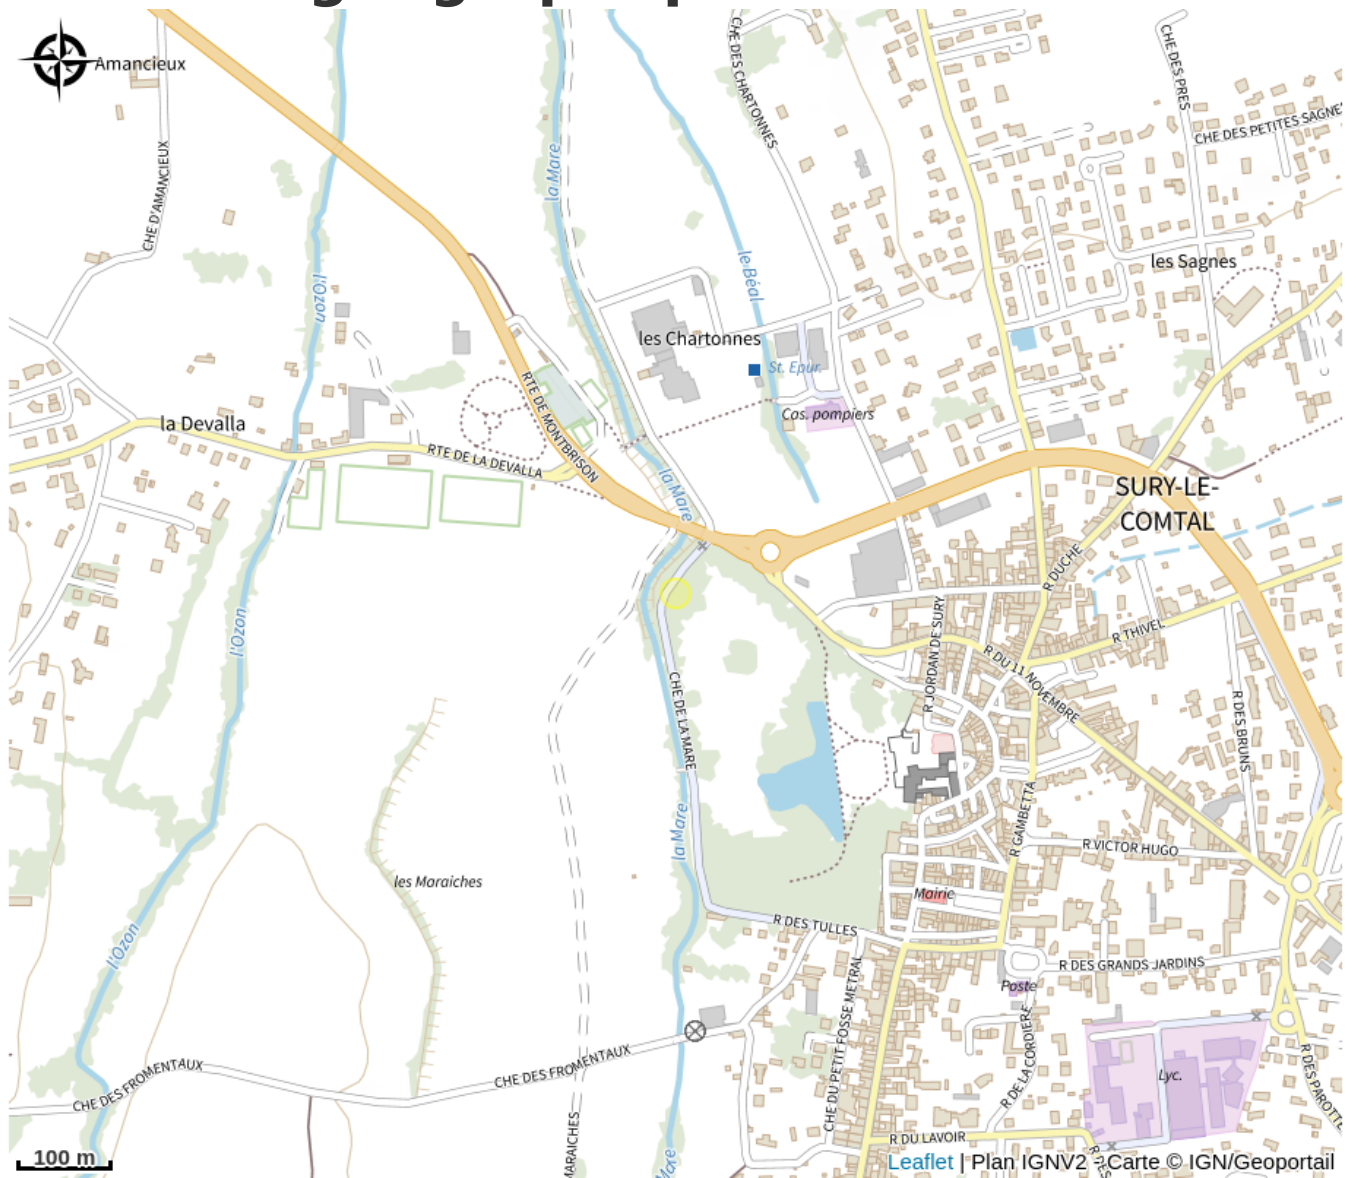 Amancieux
CHE DES CHARTONNES
CHE DES PRES
CHE DES PETITES SAGNE
CHE D'AMANCIEUX
la Mare
le Béal
l'Ozon
les Sagnes
les Chartonnes
St. Epur.
Cas. pompiers
RTE DE MONTBRISON
la Devalla
RTE DE LA DEVALLA
la Mare
SURY-LE-
COMTAL
R DUCHE
l'Ozon
R JORDAN DE SURY
R THIVEL
R DU 11 NOVEMBRE
CHE DE LA MARE
R DES BRUNS
la Mare
R GAMBETTA
R VICTOR HUGO
les Maraiches
Mairie
l'Ozon
R DES TULLES
R DES GRANDS JARDINS
Poste
CHE DU PETIT FOSSE METRAL
R DE LA CORDIERE
CHE DES FROMENTAUX
CHE DES FROMENTAUX
Lyc.
R DES PAROTTE
MARAICHES
R DU LAVOIR
R DES
Mare
100 m
Leaflet | Plan IGNV2 - Carte © IGN/Geoportail